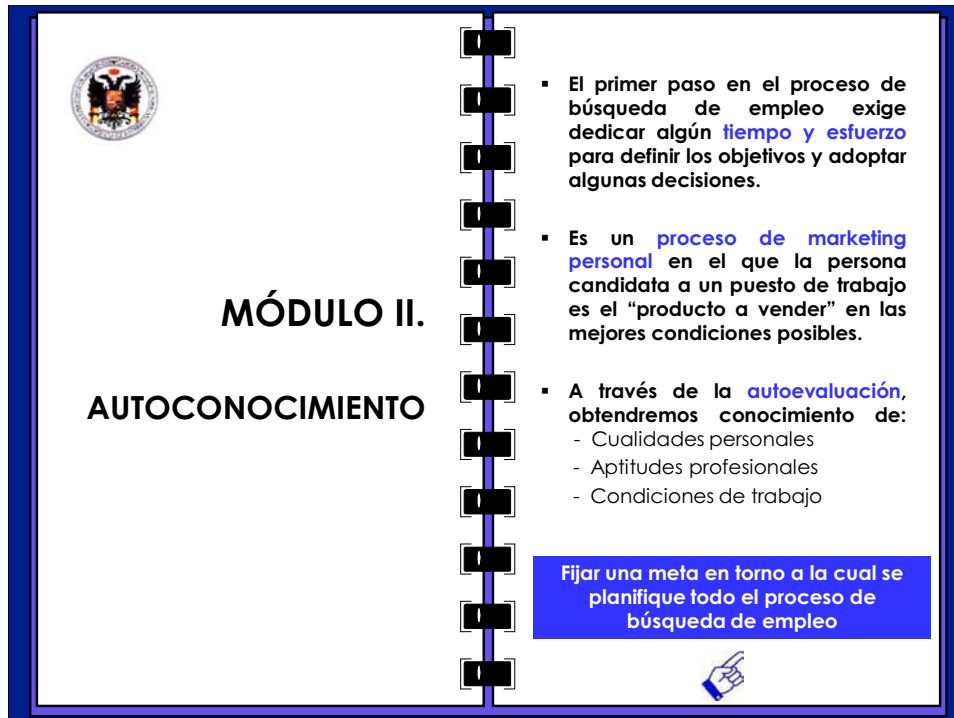 MÓDULO II.
AUTOCONOCIMIENTO
▪ El primer paso en el proceso de
búsqueda de empleo exige
dedicar algún tiempo y esfuerzo
para definir los objetivos y adoptar
algunas decisiones.
▪ Es un proceso de marketing
personal en el que la persona
candidata a un puesto de trabajo
es el “producto a vender” en las
mejores condiciones posibles.
▪ A través de la autoevaluación,
obtendremos conocimiento de:
- Cualidades personales
- Aptitudes profesionales
- Condiciones de trabajo
Fijar una meta en torno a la cual se
planifique todo el proceso de
búsqueda de empleo